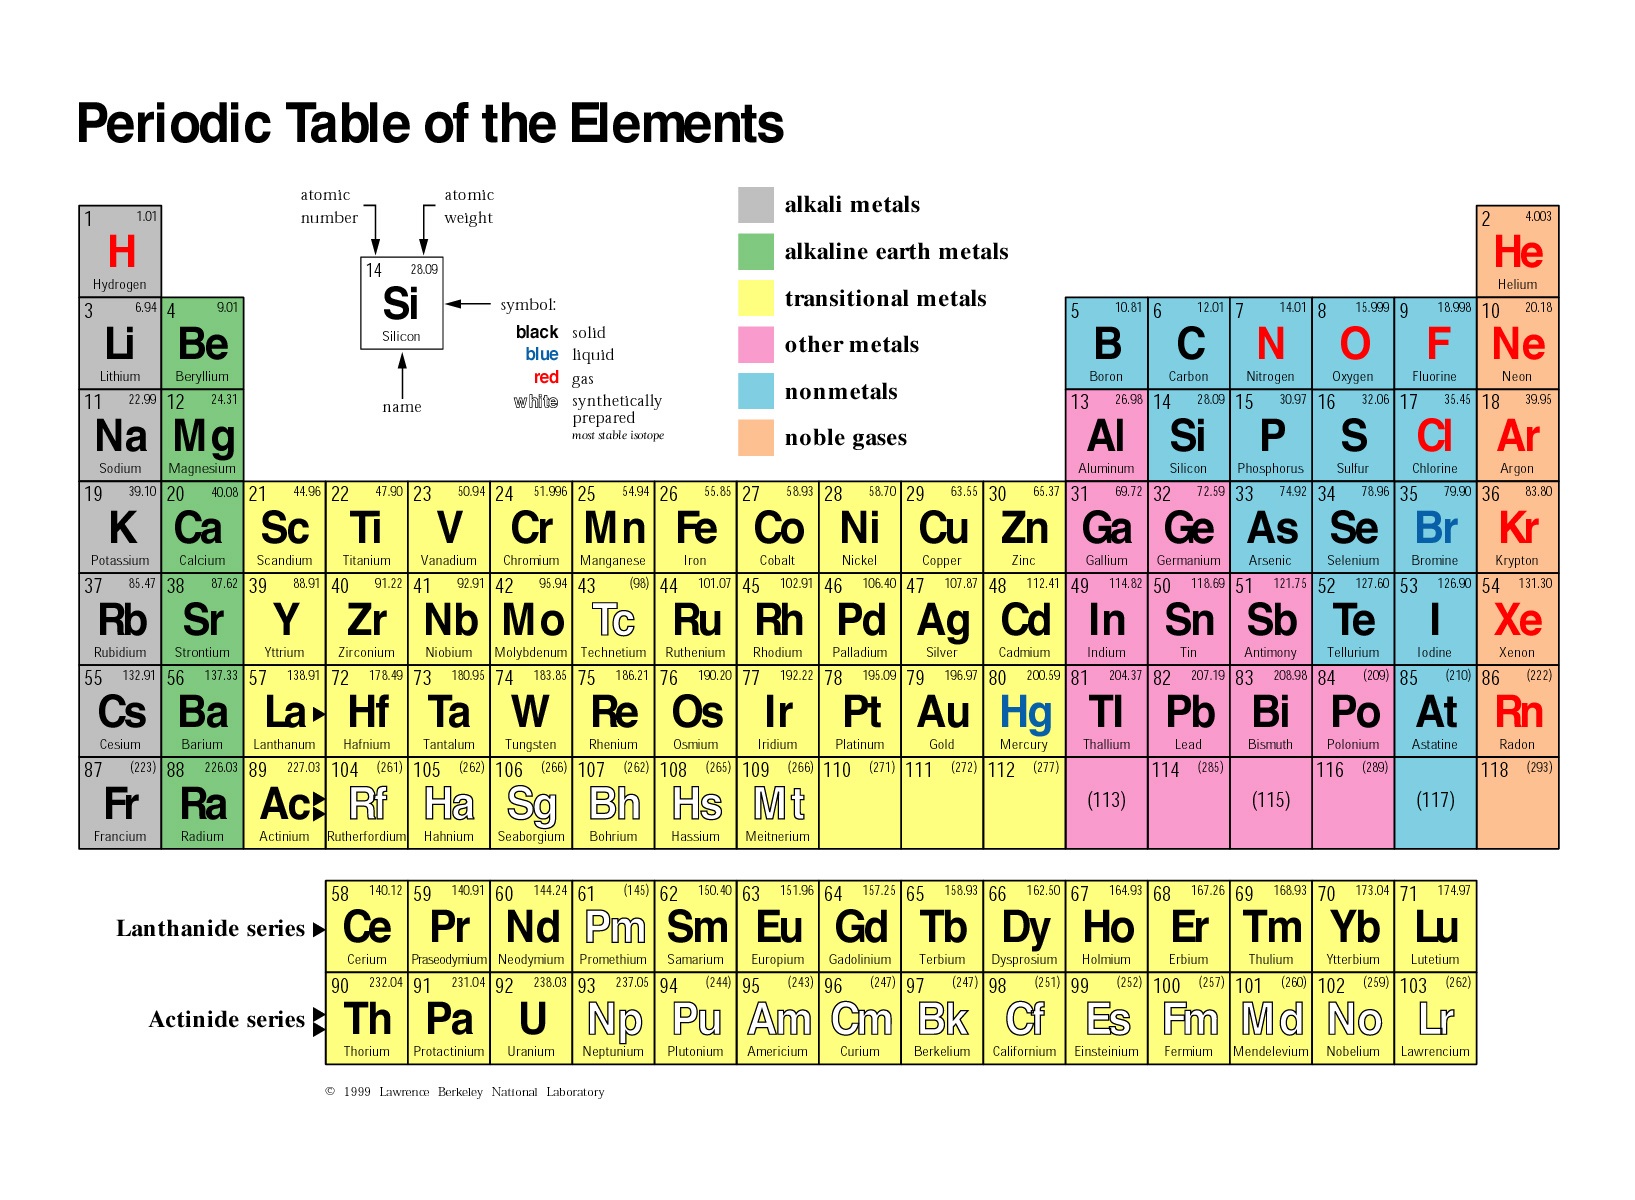 Periodic Table of the Elements
atomic number
atomic weight
14 28.09
Si
Silicon
name
symbol:
black solid
blue liquid
red gas
white synthetically prepared
most stable isotope
alkali metals
alkaline earth metals
transitional metals
other metals
nonmetals
noble gases
1 1.01 H Hydrogen
2 4.003 He Helium
3 6.94 Li Lithium
4 9.01 Be Beryllium
5 10.81 B Boron
6 12.01 C Carbon
7 14.01 N Nitrogen
8 15.999 O Oxygen
9 18.998 F Fluorine
10 20.18 Ne Neon
11 22.99 Na Sodium
12 24.31 Mg Magnesium
13 26.98 Al Aluminum
14 28.09 Si Silicon
15 30.97 P Phosphorus
16 32.06 S Sulfur
17 35.45 Cl Chlorine
18 39.95 Ar Argon
19 39.10 K Potassium
20 40.08 Ca Calcium
21 44.96 Sc Scandium
22 47.90 Ti Titanium
23 50.94 V Vanadium
24 51.996 Cr Chromium
25 54.94 Mn Manganese
26 55.85 Fe Iron
27 58.93 Co Cobalt
28 58.70 Ni Nickel
29 63.55 Cu Copper
30 65.37 Zn Zinc
31 69.72 Ga Gallium
32 72.59 Ge Germanium
33 74.92 As Arsenic
34 78.96 Se Selenium
35 79.90 Br Bromine
36 83.80 Kr Krypton
37 85.47 Rb Rubidium
38 87.62 Sr Strontium
39 88.91 Y Yttrium
40 91.22 Zr Zirconium
41 92.91 Nb Niobium
42 95.94 Mo Molybdenum
43 (98) Tc Technetium
44 101.07 Ru Ruthenium
45 102.91 Rh Rhodium
46 106.40 Pd Palladium
47 107.87 Ag Silver
48 112.41 Cd Cadmium
49 114.82 In Indium
50 118.69 Sn Tin
51 121.75 Sb Antimony
52 127.60 Te Tellurium
53 126.90 I Iodine
54 131.30 Xe Xenon
55 132.91 Cs Cesium
56 137.33 Ba Barium
57 138.91 La Lanthanum
72 178.49 Hf Hafnium
73 180.95 Ta Tantalum
74 183.85 W Tungsten
75 186.21 Re Rhenium
76 190.20 Os Osmium
77 192.22 Ir Iridium
78 195.09 Pt Platinum
79 196.97 Au Gold
80 200.59 Hg Mercury
81 204.37 Tl Thallium
82 207.19 Pb Lead
83 208.98 Bi Bismuth
84 (209) Po Polonium
85 (210) At Astatine
86 (222) Rn Radon
87 (223) Fr Francium
88 226.03 Ra Radium
89 227.03 Ac Actinium
104 (261) Rf Rutherfordium
105 (262) Ha Hahnium
106 (266) Sg Seaborgium
107 (262) Bh Bohrium
108 (265) Hs Hassium
109 (266) Mt Meitnerium
110 (271)
111 (272)
112 (277)
(113)
114 (285)
(115)
116 (289)
(117)
118 (293)
Lanthanide series
58 140.12 Ce Cerium
59 140.91 Pr Praseodymium
60 144.24 Nd Neodymium
61 (145) Pm Promethium
62 150.40 Sm Samarium
63 151.96 Eu Europium
64 157.25 Gd Gadolinium
65 158.93 Tb Terbium
66 162.50 Dy Dysprosium
67 164.93 Ho Holmium
68 167.26 Er Erbium
69 168.93 Tm Thulium
70 173.04 Yb Ytterbium
71 174.97 Lu Lutetium
Actinide series
90 232.04 Th Thorium
91 231.04 Pa Protactinium
92 238.03 U Uranium
93 237.05 Np Neptunium
94 (244) Pu Plutonium
95 (243) Am Americium
96 (247) Cm Curium
97 (247) Bk Berkelium
98 (251) Cf Californium
99 (252) Es Einsteinium
100 (257) Fm Fermium
101 (260) Md Mendelevium
102 (259) No Nobelium
103 (262) Lr Lawrencium
© 1999 Lawrence Berkeley National Laboratory